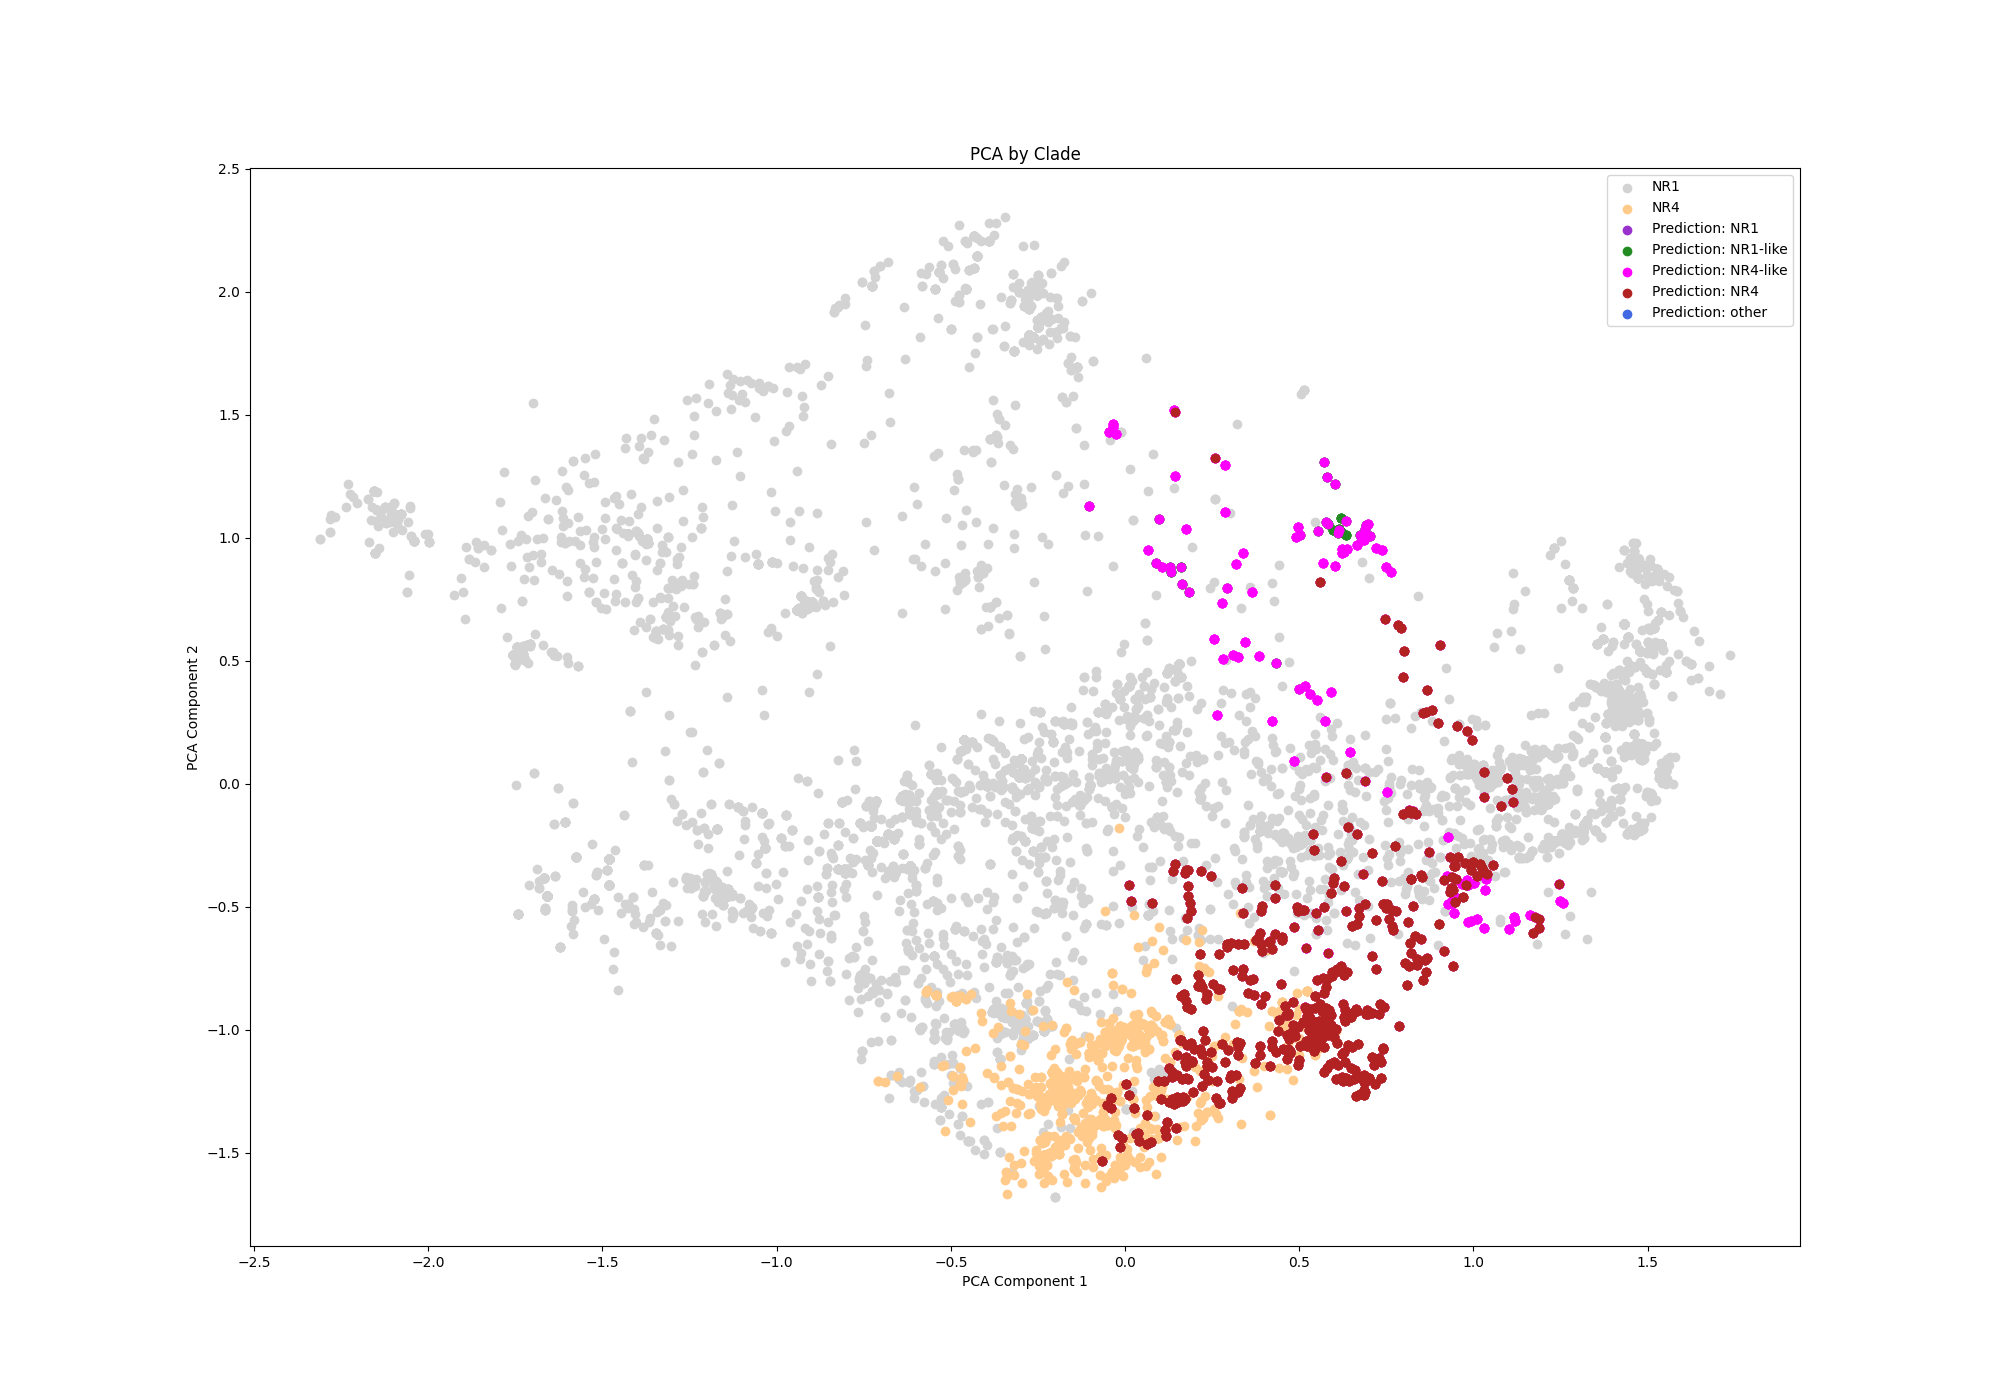 PCA by Clade
2.5
2.0
1.5
1.0
0.5
0.0
−0.5
−1.0
−1.5
PCA Component 2
NR1
NR4
Prediction: NR1
Prediction: NR1-like
Prediction: NR4-like
Prediction: NR4
Prediction: other
−2.5 −2.0 −1.5 −1.0 −0.5 0.0 0.5 1.0 1.5
PCA Component 1